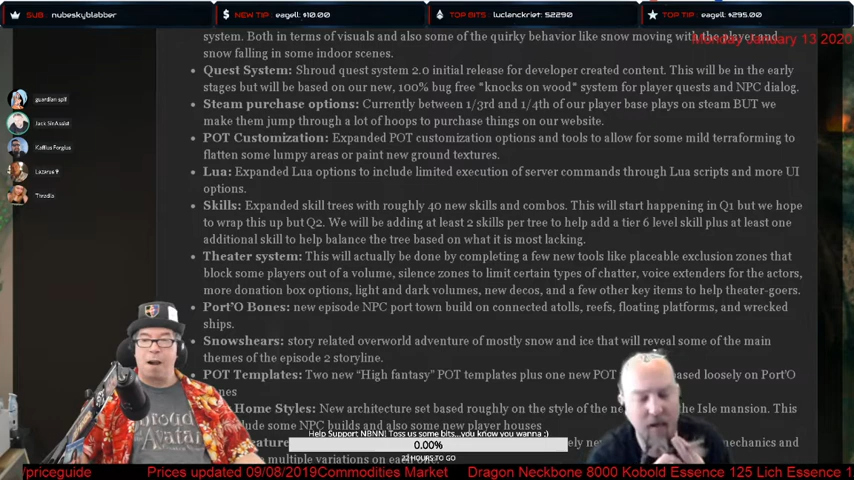 SUB: nubeskyblabber
$ NEW TIP: eagell: $10.00
TOP BITS: luclanckriet: 52290
TOP TIP: eagell: $295.00
Monday January 13 2020
system. Both in terms of visuals and also some of the quirky behavior like snow moving with the player and
snow falling in some indoor scenes.
• Quest System: Shroud quest system 2.0 initial release for developer created content. This will be in the early
stages but will be based on our new, 100% bug free "knocks on wood" system for player quests and NPC dialog.
• Steam purchase options: Currently between 1/3rd and 1/4th of our player base plays on steam BUT we
make them jump through a lot of hoops to purchase things on our website.
• POT Customization: Expanded POT customization options and tools to allow for some mild terraforming to
flatten some lumpy areas or paint new ground textures.
• Lua: Expanded Lua options to include limited execution of server commands through Lua scripts and more UI
options.
• Skills: Expanded skill trees with roughly 40 new skills and combos. This will start happening in Q1 but we hope
to wrap this up but Q2. We will be adding at least 2 skills per tree to help add a tier 6 level skill plus at least one
additional skill to help balance the tree based on what it is most lacking.
• Theater system: This will actually be done by completing a few new tools like placeable exclusion zones that
block some players out of a volume, silence zones to limit certain types of chatter, voice extenders for the actors,
more donation box options, light and dark volumes, new decos, and a few other key items to help theater-goers.
• Port'O Bones: new episode NPC port town build on connected atolls, reefs, floating platforms, and wrecked
ships.
• Snowshears: story related overworld adventure of mostly snow and ice that will reveal some of the main
themes of the episode 2 storyline.
• POT Templates: Two new "High fantasy" POT templates plus one new POT based loosely on Port'O
Home Styles: New architecture set based roughly on the style of the the Isle mansion. This
some NPC builds and also some new player houses
mechanics and
multiple variations on
guardian spill
Jack SinAssist
Kaffius Forgius
Lazarus
Thredia
Shroud
Avatar
Help Support NBNN! Toss us some bits...you know you wanna ;)
0.00%
HOURS TO GO
/priceguide Prices updated 09/08/2019Commodities Market Dragon Neckbone 8000 Kobold Essence 125 Lich Essence 1